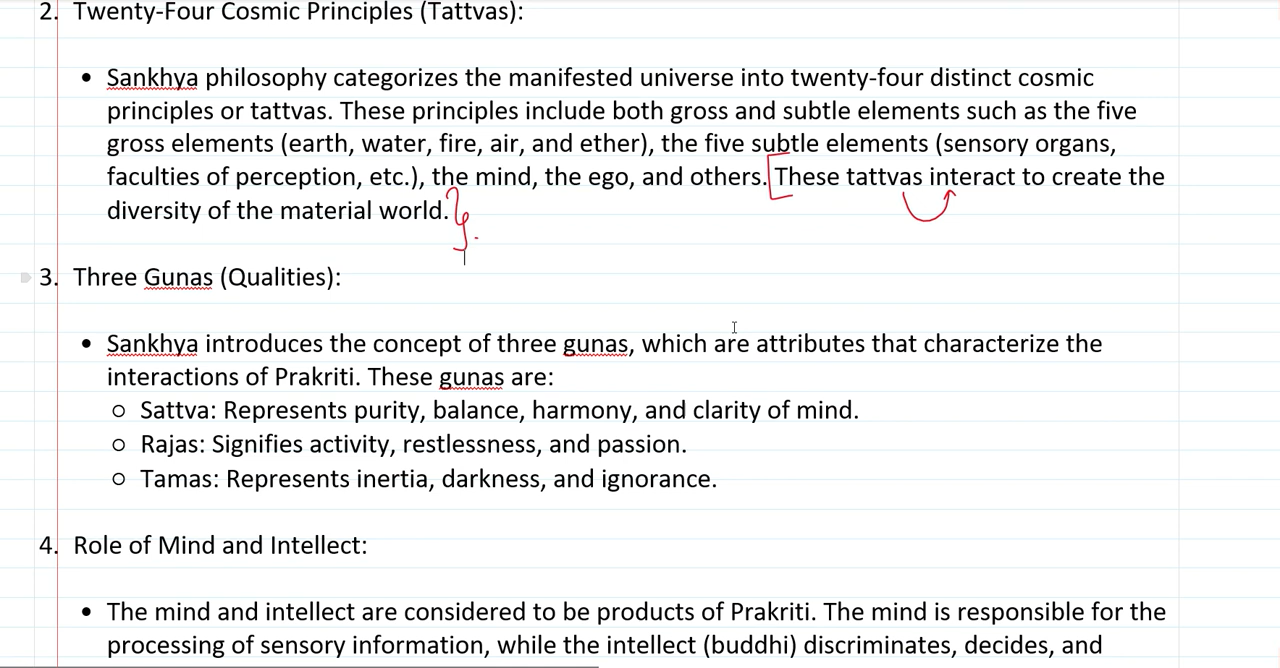 2. Twenty-Four Cosmic Principles (Tattvas):
• Sankhya philosophy categorizes the manifested universe into twenty-four distinct cosmic
principles or tattvas. These principles include both gross and subtle elements such as the five
gross elements (earth, water, fire, air, and ether), the five subtle elements (sensory organs,
faculties of perception, etc.), the mind, the ego, and others. These tattvas interact to create the
diversity of the material world.
3. Three Gunas (Qualities):
• Sankhya introduces the concept of three gunas, which are attributes that characterize the
interactions of Prakriti. These gunas are:
○ Sattva: Represents purity, balance, harmony, and clarity of mind.
○ Rajas: Signifies activity, restlessness, and passion.
○ Tamas: Represents inertia, darkness, and ignorance.
4. Role of Mind and Intellect:
• The mind and intellect are considered to be products of Prakriti. The mind is responsible for the
processing of sensory information, while the intellect (buddhi) discriminates, decides, and